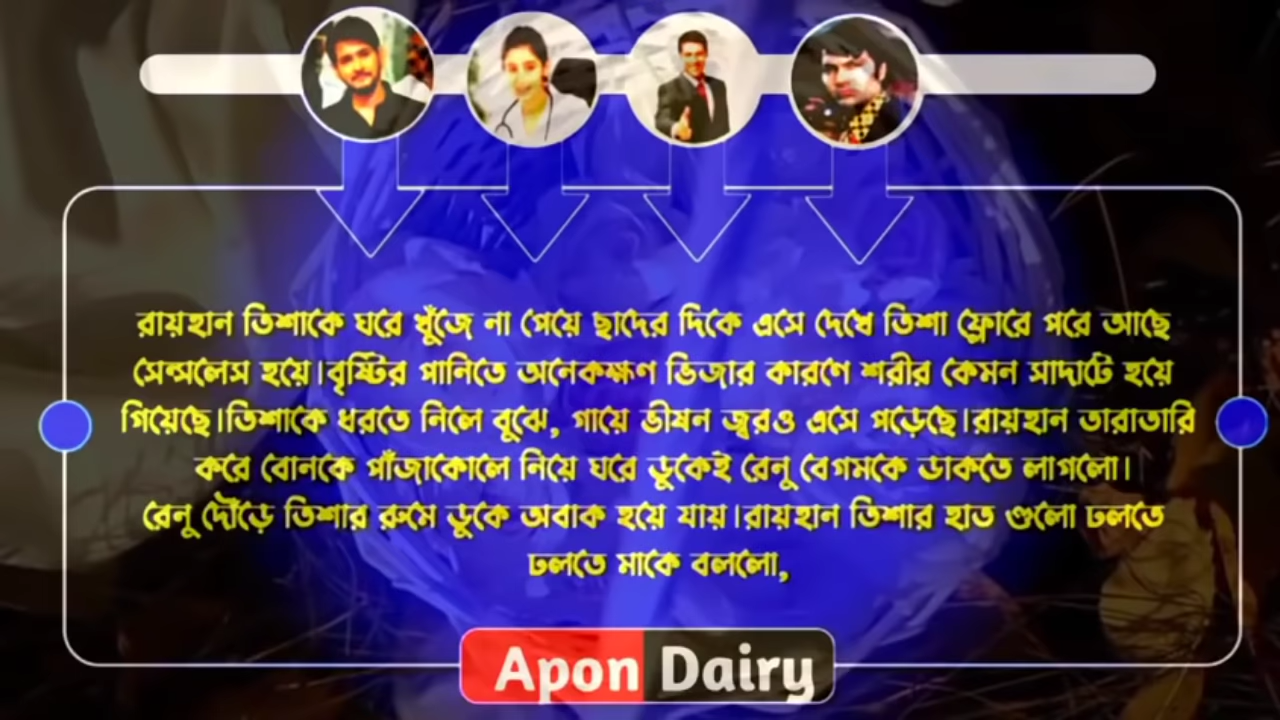 রায়হান তিশাকে ঘরে খুঁজে না পেয়ে ছাদের দিকে এসে দেখে তিশা ফ্লোরে পরে আছে
সেন্সলেস হয়ে।বৃষ্টির পানিতে অনেকক্ষণ ভিজার কারণে শরীর কেমন সাদাটে হয়ে
গিয়েছে।তিশাকে ধরতে নিলে বুঝে, গায়ে ভীষন জ্বরও এসে পড়েছে।রায়হান তারাতারি
করে বোনকে পাঁজাকোলে নিয়ে ঘরে ডুকেই রেনু বেগমকে ডাকতে লাগলো।
রেনু দৌঁড়ে তিশার রুমে ডুকে অবাক হয়ে যায়।রায়হান তিশার হাত গুলো ঢলতে
ঢলতে মাকে বললো,
Apon Dairy